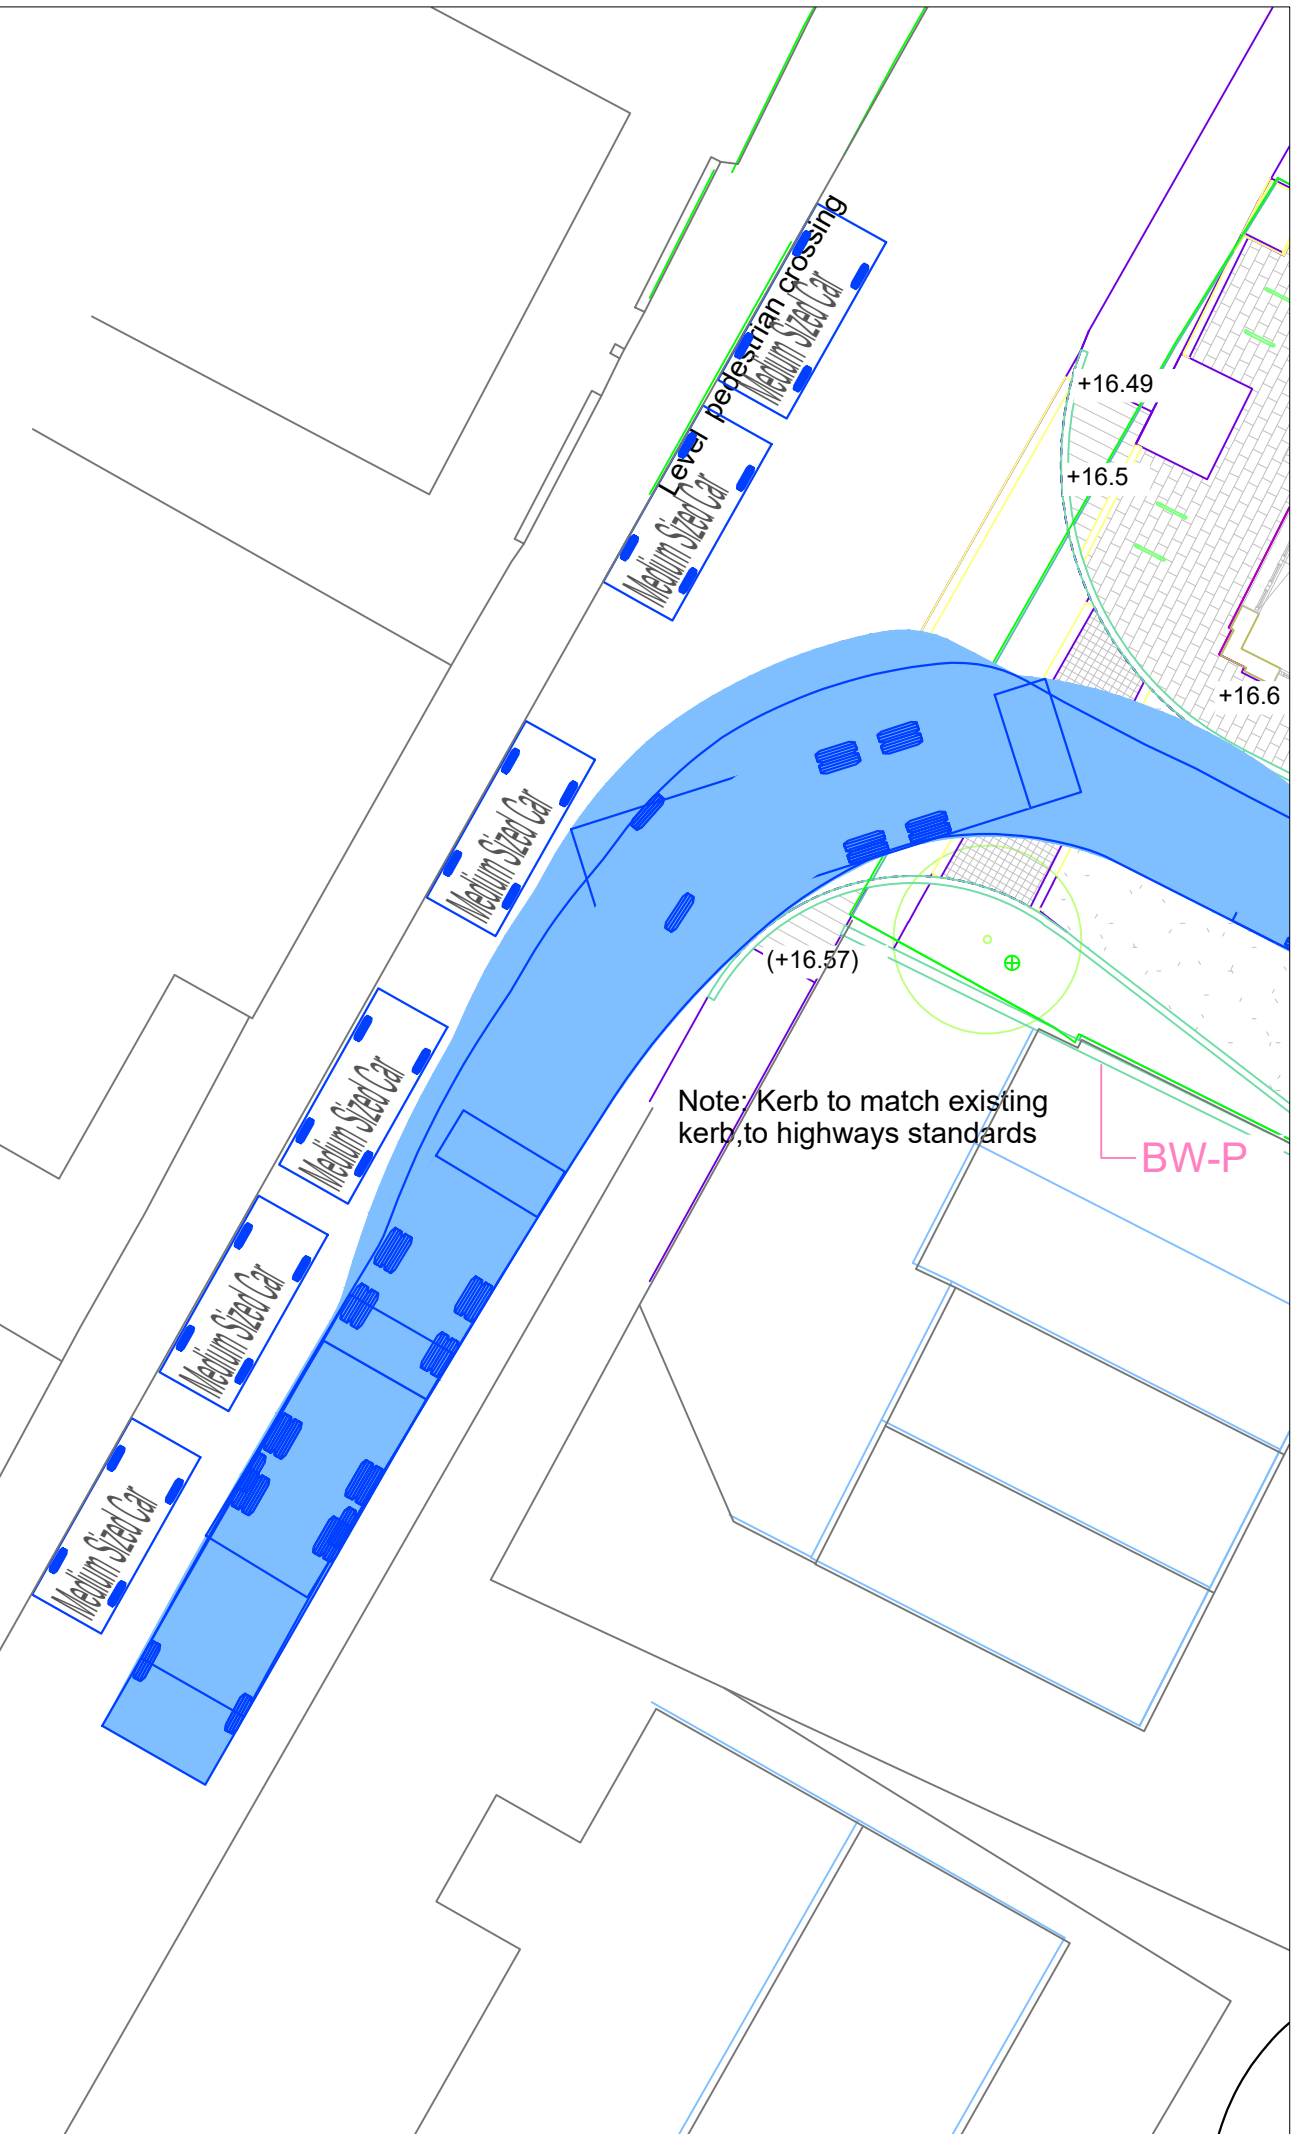 Level pedestrian crossing
Medium Sized Car
Medium Sized Car
+16.49
+16.5
+16.6
Medium Sized Car
(+16.57)
Medium Sized Car
Note: Kerb to match existing
kerb,to highways standards
BW-P
Medium Sized Car
Medium Sized Car